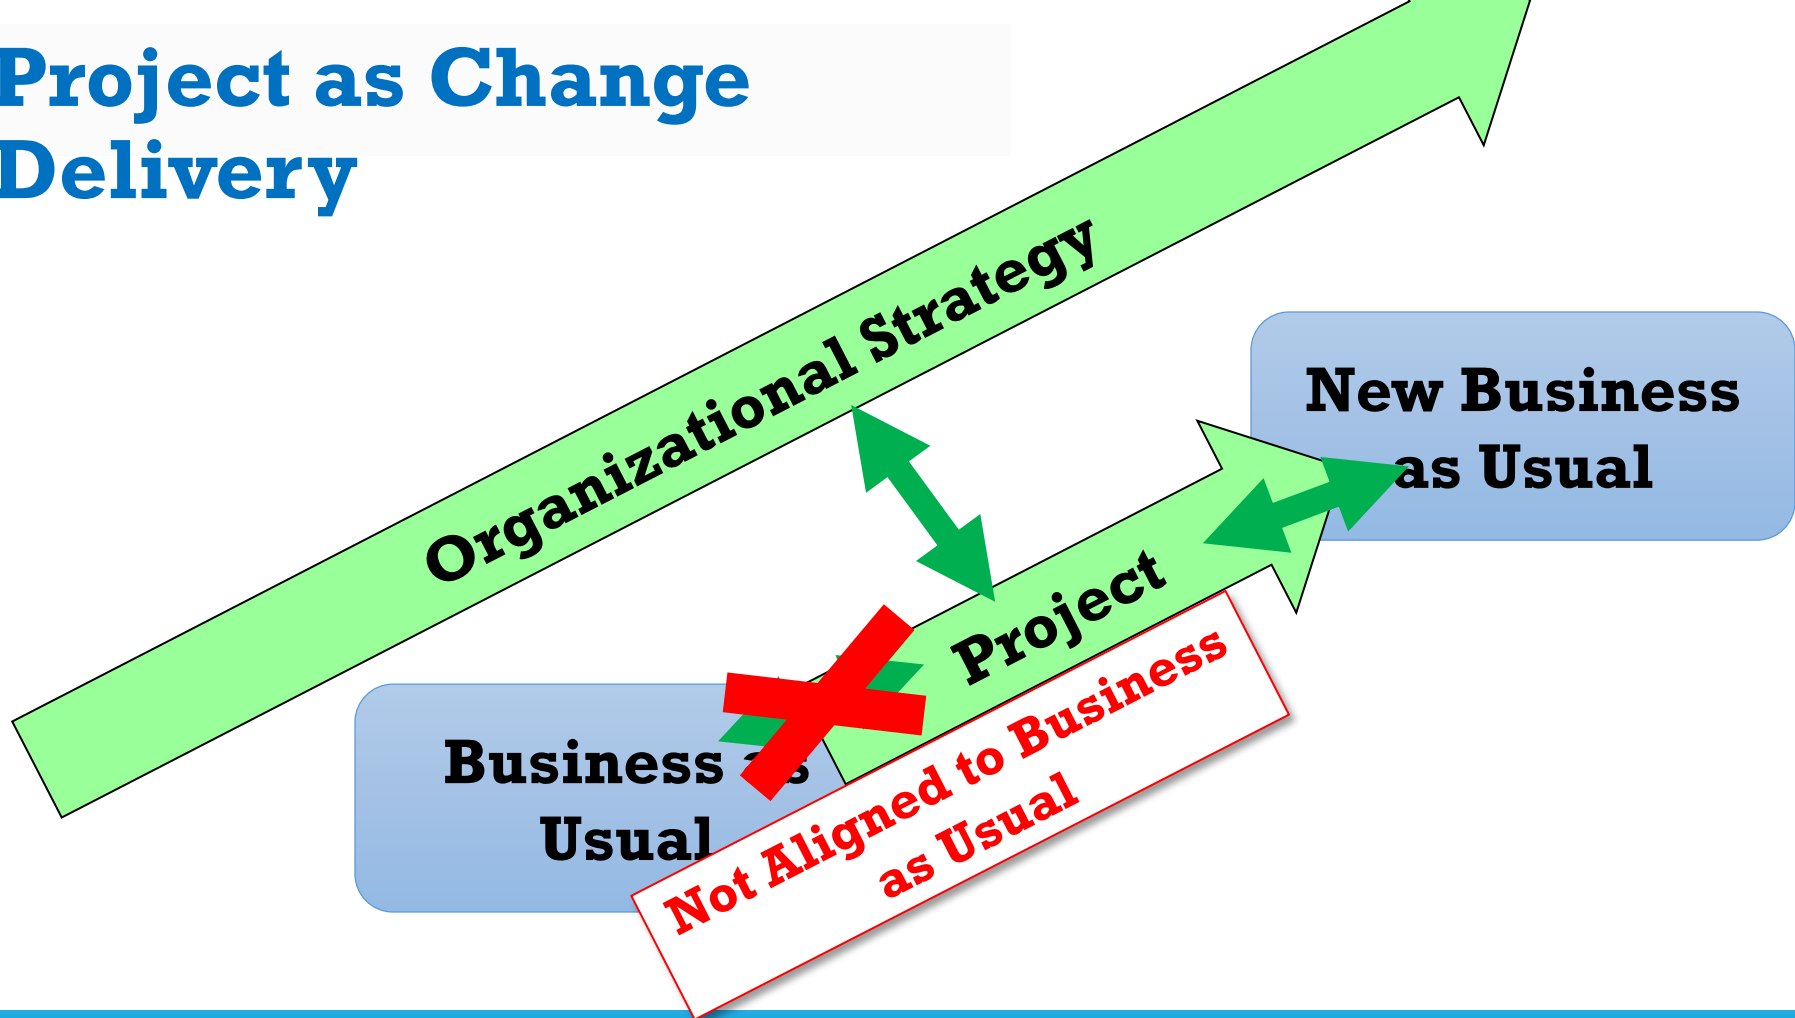 Project as Change
Delivery
Organizational Strategy
New Business
as Usual
Project
Business as
Usual
Not Aligned to Business
as Usual